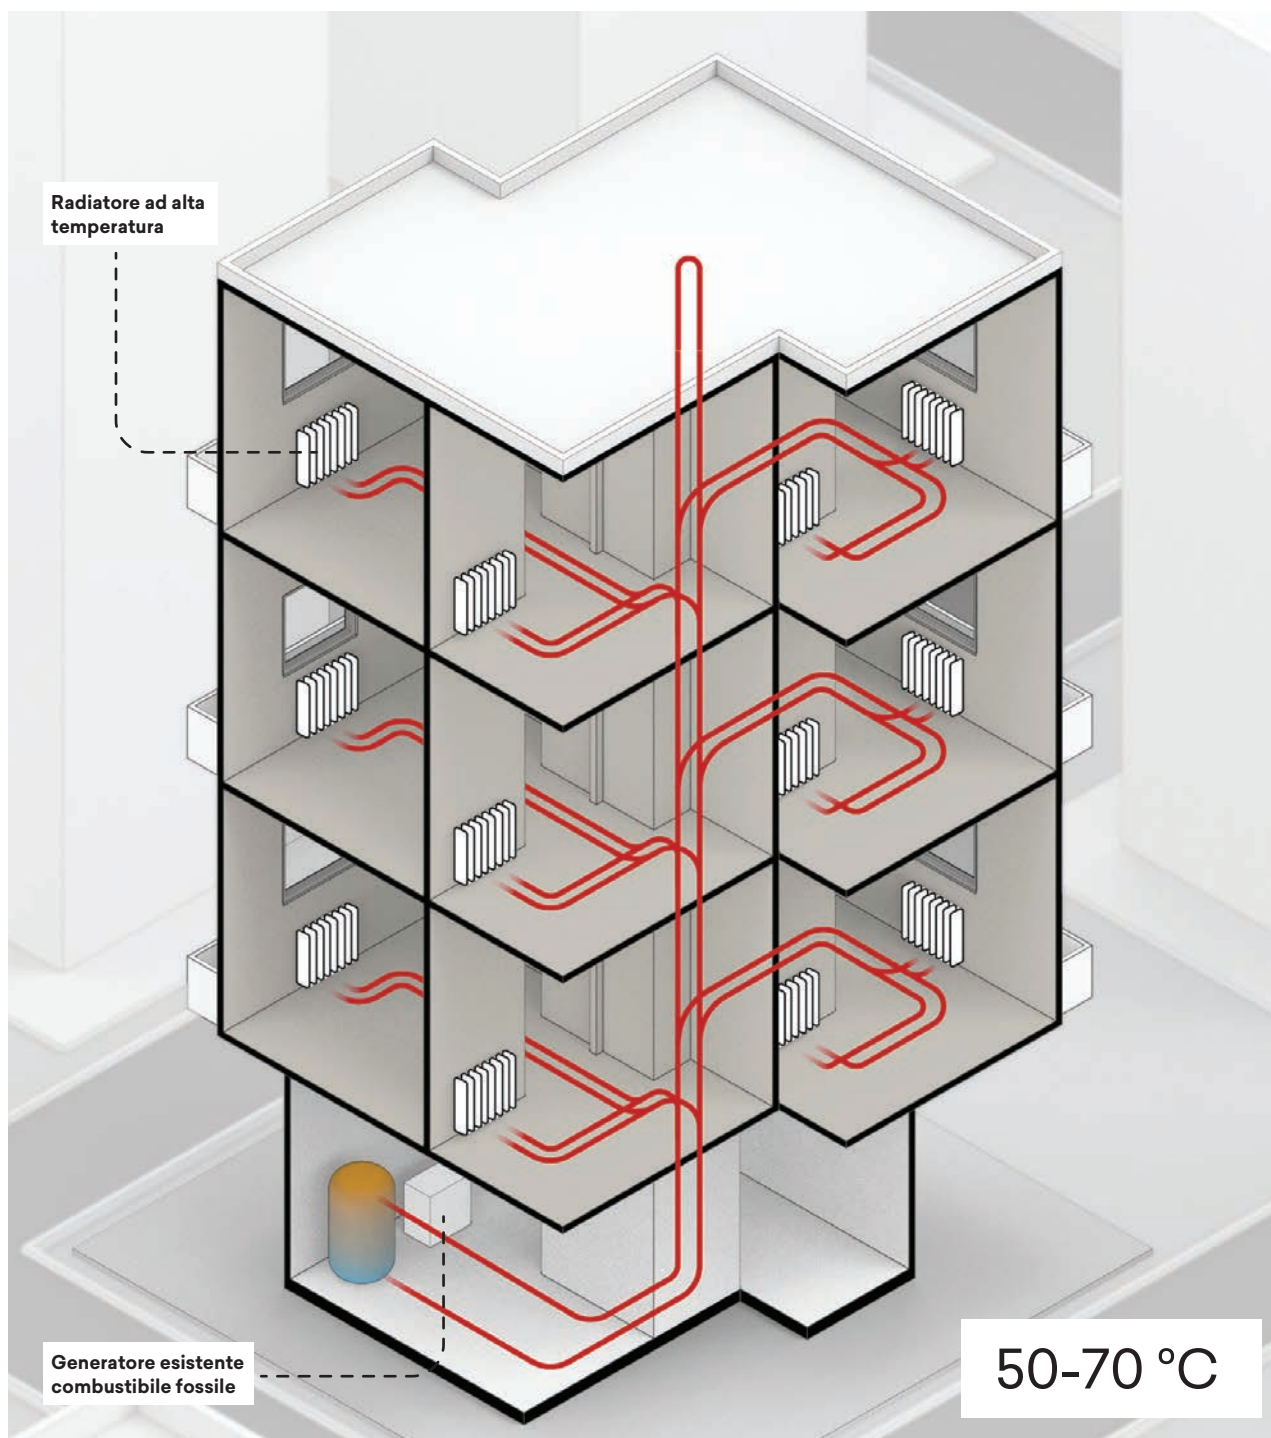 Radiatore ad alta
temperatura
Generatore esistente
combustibile fossile
50-70 °C